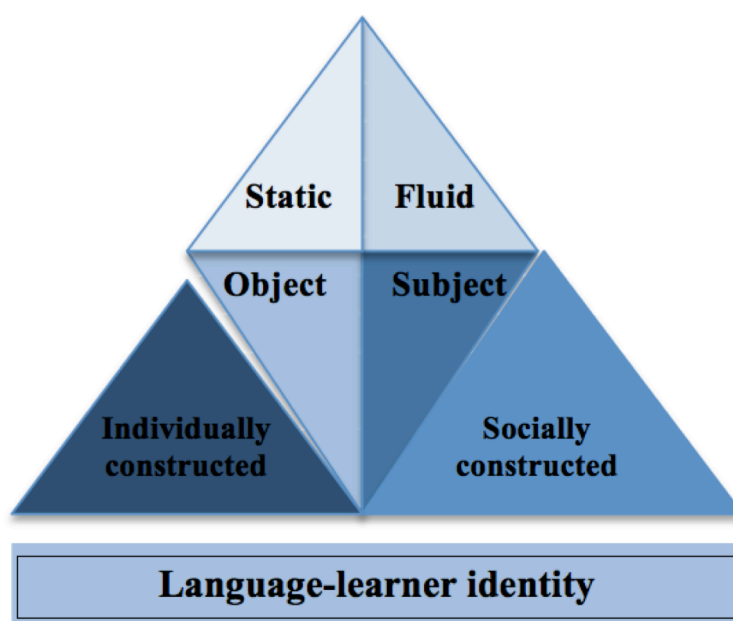 Static
Fluid
Object
Subject
Individually
constructed
Socially
constructed
Language-learner identity